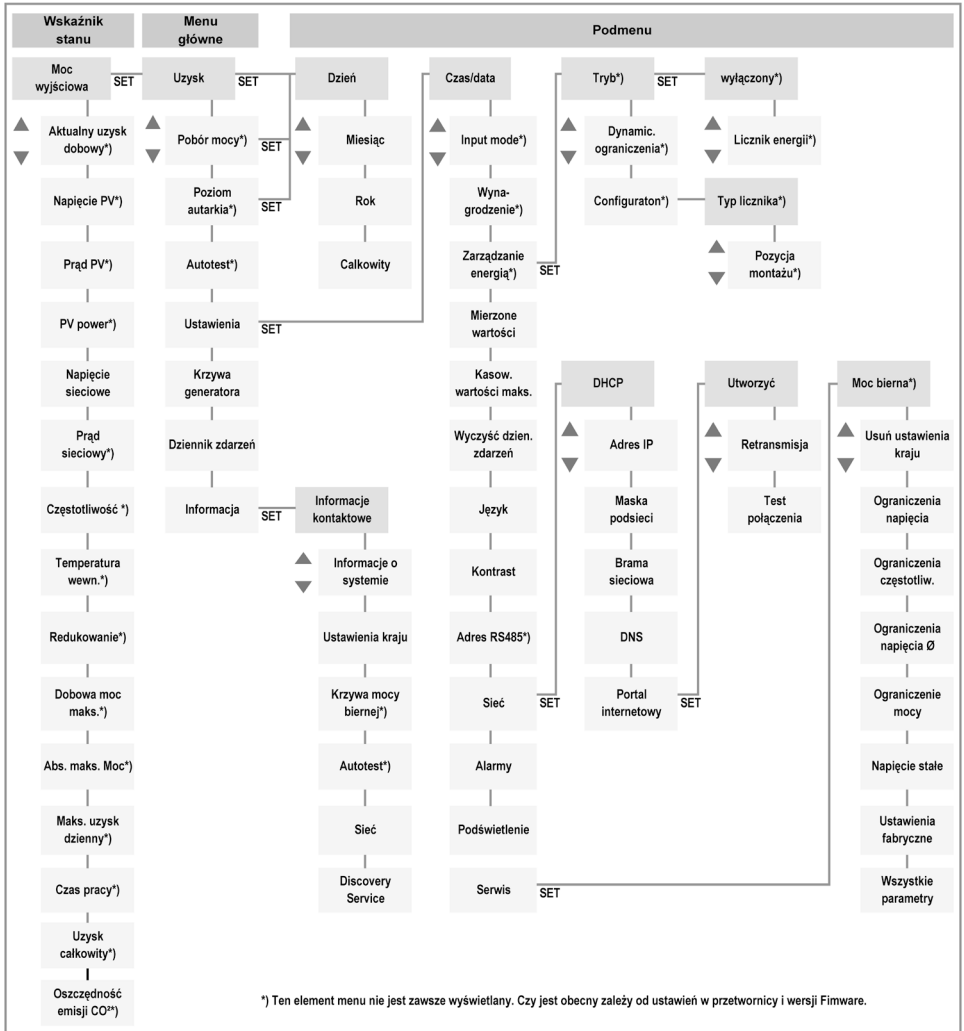 Wskaźnik
stanu
Menu
główne
Podmenu
Moc
wyjściowa
SET
Uzysk
SET
Dzień
Czas/data
Tryb*)
SET
wyłączony*)
Aktualny uzysk
dobowy*)
Pobór mocy*)
SET
Miesiąc
Input mode*)
Dynamic.
ograniczenia*)
Licznik energii*)
Napięcie PV*)
Poziom
autarkia*)
SET
Rok
Wyna-
grodzenie*)
Configuraton*)
Typ licznika*)
Prąd PV*)
Autotest*)
Calkowity
Zarządzanie
energią*)
SET
Pozycja
montażu*)
PV power*)
Ustawienia
SET
Mierzone
wartości
Napięcie
sieciowe
Krzywa
generatora
Kasow.
wartości maks.
DHCP
Utworzyć
Moc bierna*)
Prąd
sieciowy*)
Dziennik zdarzeń
Wyczyść dzien.
zdarzeń
Adres IP
Retransmisja
Usuń ustawienia
kraju
Częstotliwość *)
Informacja
SET
Informacje
kontaktowe
Język
Maska
podsieci
Test
połączenia
Ograniczenia
napięcia
Temperatura
wewn.*)
Informacje o
systemie
Kontrast
Brama
sieciowa
Ograniczenia
częstotliw.
Redukowanie*)
Ustawienia kraju
Adres RS485*)
DNS
Ograniczenia
napięcia Ø
Dobowa moc
maks.*)
Krzywa mocy
biernej*)
Sieć
SET
Portal
internetowy
SET
Ograniczenie
mocy
Abs. maks. Moc*)
Autotest*)
Alarmy
Napięcie stałe
Maks. uzysk
dzienny*)
Sieć
Podświetlenie
Ustawienia
fabryczne
Czas pracy*)
Discovery
Service
Serwis
SET
Wszystkie
parametry
Uzysk
całkowity*)
Oszczędność
emisji CO²*)
*) Ten element menu nie jest zawsze wyświetlany. Czy jest obecny zależy od ustawień w przetwornicy i wersji Fimware.